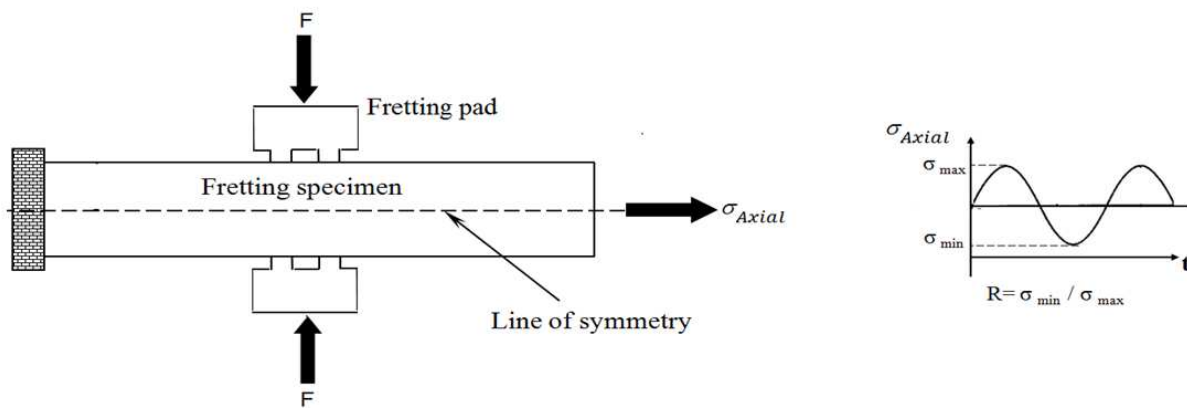 F
Fretting pad
Fretting specimen
σAxial
Line of symmetry
F
σAxial
σ max
σ min
t
R= σ min / σ max